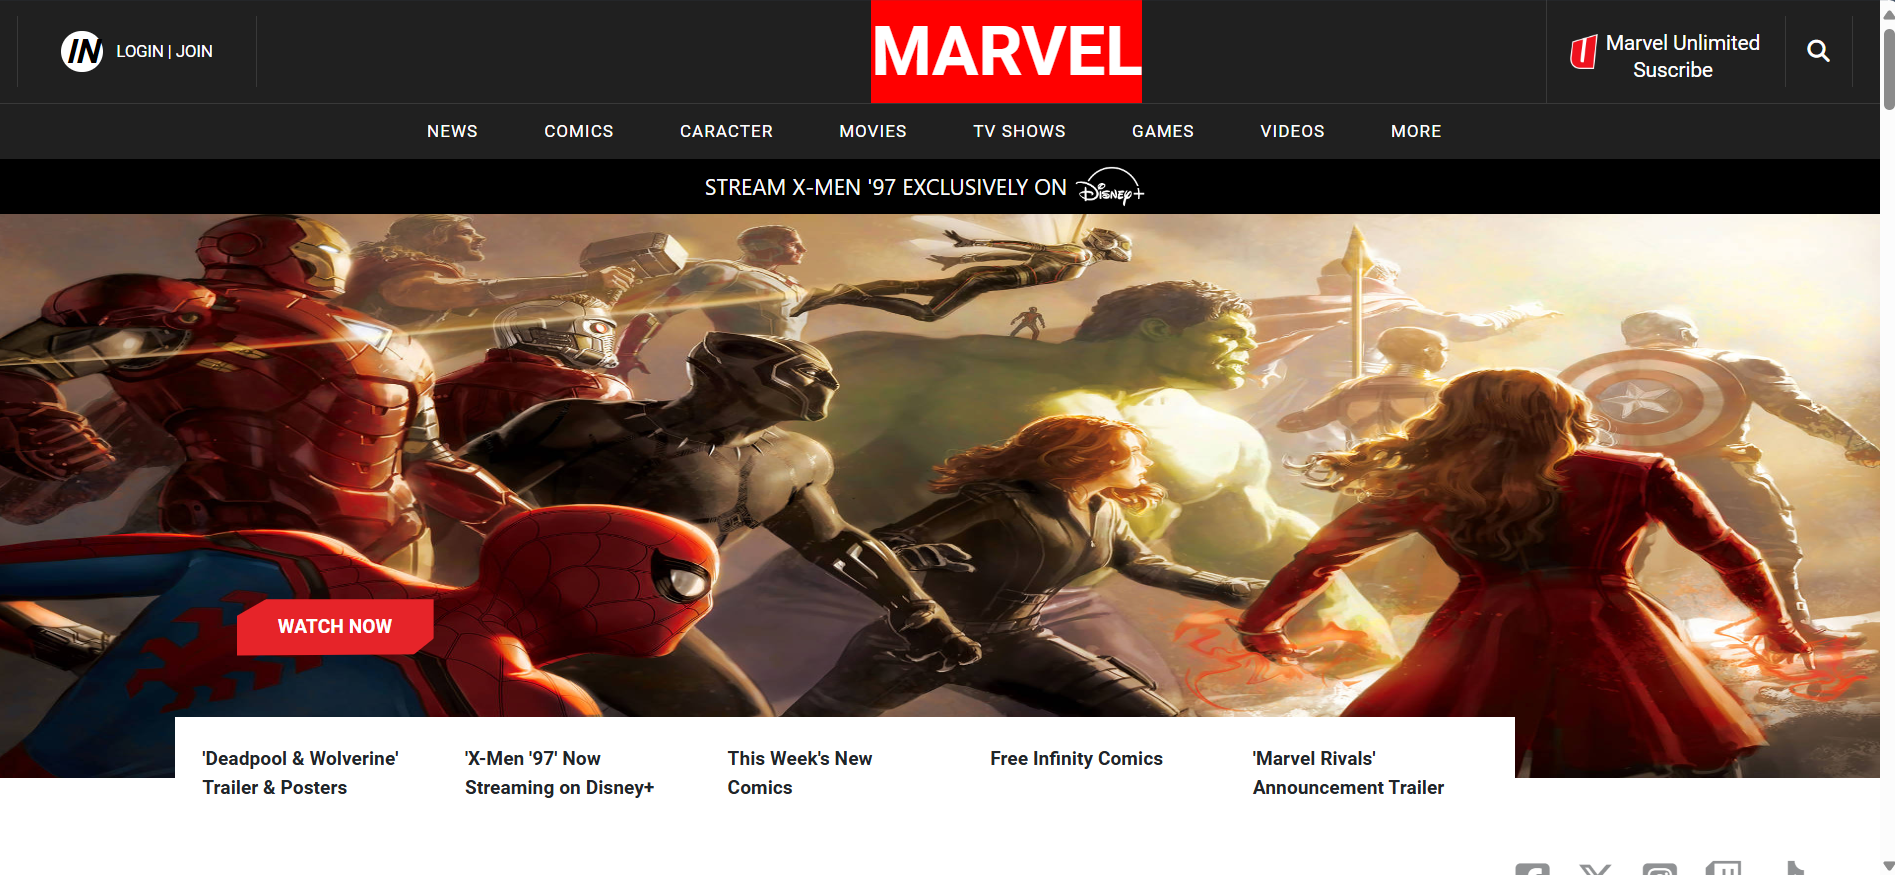 IN LOGIN | JOIN
MARVEL
Marvel Unlimited
Suscribe
NEWS COMICS CARACTER MOVIES TV SHOWS GAMES VIDEOS MORE
STREAM X-MEN '97 EXCLUSIVELY ON Disney+
WATCH NOW
'Deadpool & Wolverine'
Trailer & Posters
'X-Men '97' Now
Streaming on Disney+
This Week's New
Comics
Free Infinity Comics
'Marvel Rivals'
Announcement Trailer